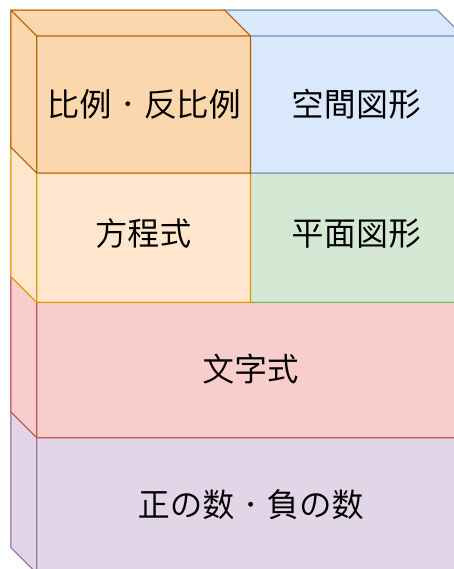 比例・反比例
空間図形
方程式
平面図形
文字式
正の数・負の数